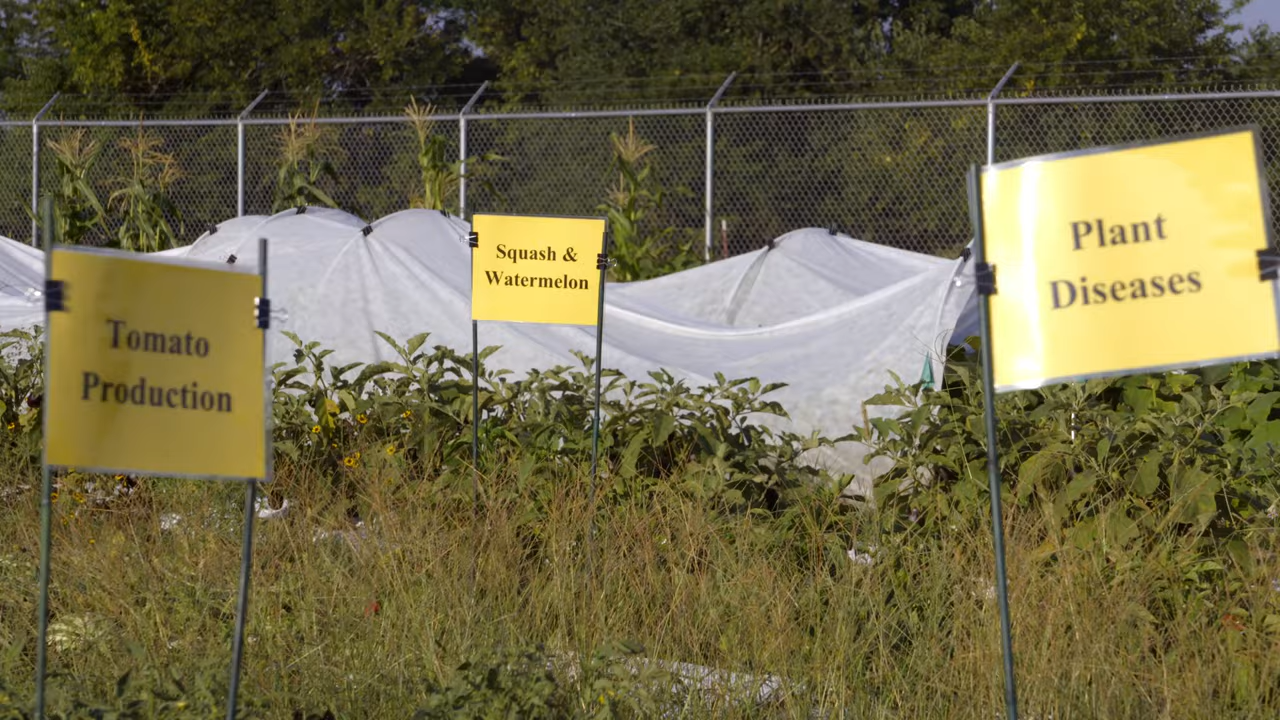 Tomato
Production
Squash &
Watermelon
Plant
Diseases